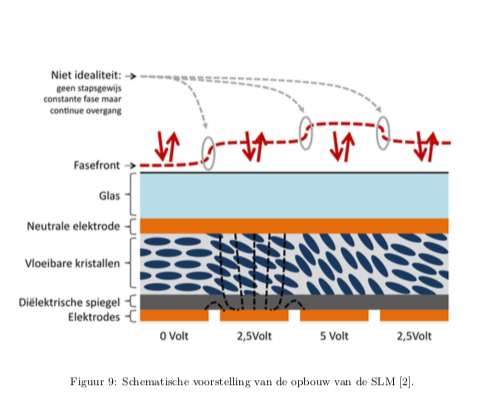 Niet idealiteit:
geen stapsgewijs
constante fase maar
continue overgang
Fasefront
Glas
Neutrale elektrode
Vloeibare kristallen
Diëlektrische spiegel
Elektrodes
0 Volt 2,5Volt 5 Volt 2,5Volt
Figuur 9: Schematische voorstelling van de opbouw van de SLM [2].